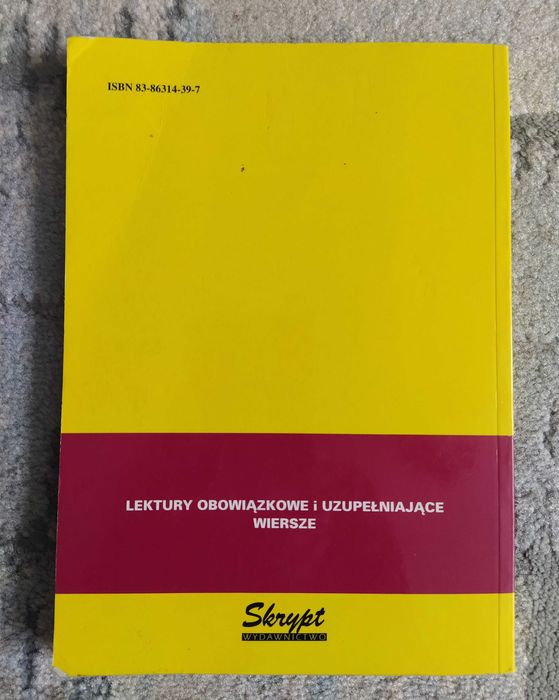 ISBN 83-86314-39-7
LEKTURY OBOWIĄZKOWE i UZUPEŁNIAJĄCE
WIERSZE
Skrypt
WYDAWNICTWO